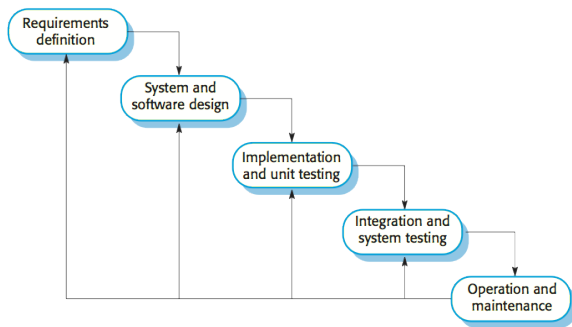 Requirements
definition
System and
software design
Implementation
and unit testing
Integration and
system testing
Operation and
maintenance